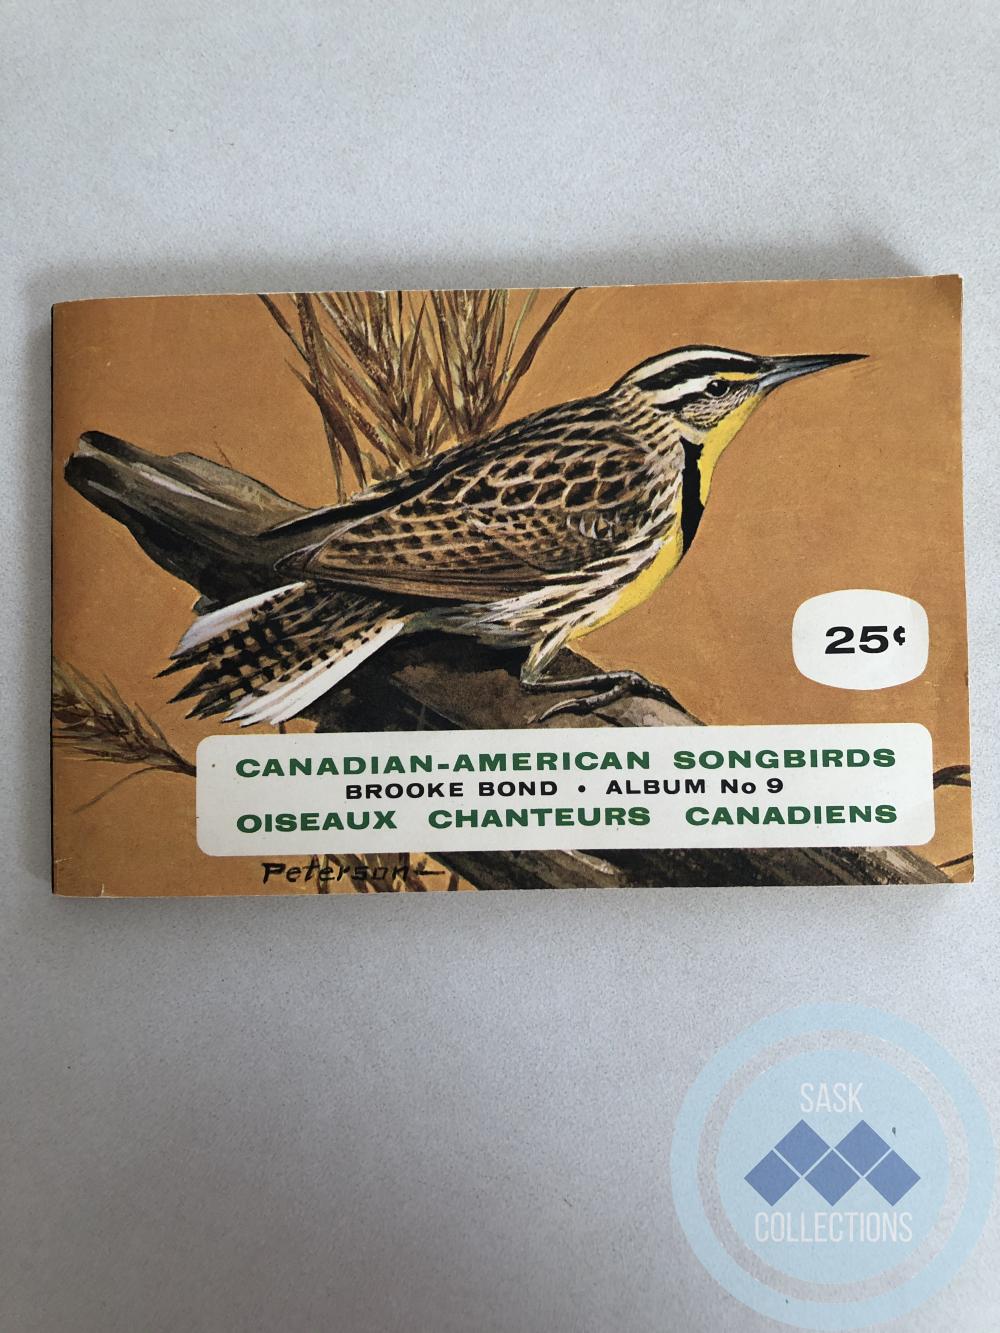 25¢
CANADIAN-AMERICAN SONGBIRDS
BROOKE BOND • ALBUM No 9
OISEAUX CHANTEURS CANADIENS
Peterson
SASK
COLLECTIONS